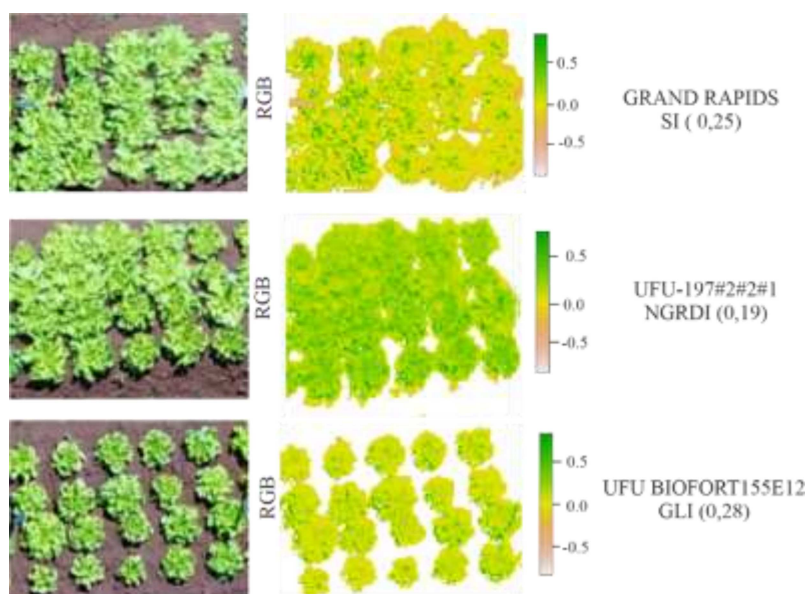 RGB
0.5
0.0
-0.5
GRAND RAPIDS
SI ( 0,25)
RGB
0.5
0.0
-0.5
UFU-197#2#2#1
NGRDI (0,19)
RGB
0.5
0.0
-0.5
UFU BIOFORT155E12
GLI (0,28)